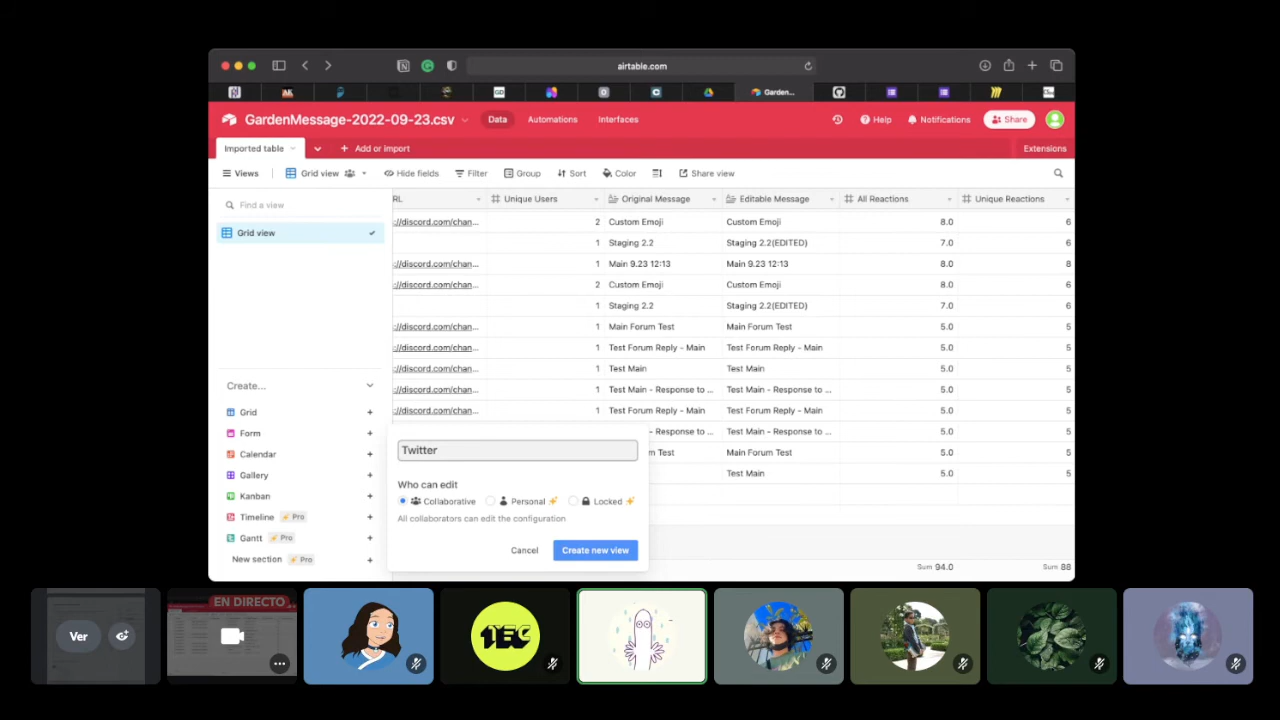 airtable.com
Garden...
GardenMessage-2022-09-23.csv
Data
Automations
Interfaces
Help
Notifications
Share
Imported table
Add or import
Extensions
Views
Grid view
Hide fields
Filter
Group
Sort
Color
Share view
Find a view
Grid view
RL
Unique Users
Original Message
Editable Message
All Reactions
Unique Reactions
://discord.com/chan... 2 Custom Emoji Custom Emoji 8.0 6
1 Staging 2.2 Staging 2.2(EDITED) 7.0 6
://discord.com/chan... 1 Main 9.23 12:13 Main 9.23 12:13 8.0 8
://discord.com/chan... 2 Custom Emoji Custom Emoji 8.0 6
1 Staging 2.2 Staging 2.2(EDITED) 7.0 6
://discord.com/chan... 1 Main Forum Test Main Forum Test 5.0 5
://discord.com/chan... 1 Test Forum Reply - Main Test Forum Reply - Main 5.0 5
://discord.com/chan... 1 Test Main Test Main 5.0 5
://discord.com/chan... 1 Test Main - Response to ... Test Main - Response to ... 5.0 5
://discord.com/chan... 1 Test Forum Reply - Main Test Forum Reply - Main 5.0 5
- Response to ... Test Main - Response to ... 5.0 5
m Test Main Forum Test 5.0 5
Test Main 5.0 5
Sum 94.0 Sum 88
Create...
Grid
Form
Calendar
Gallery
Kanban
Timeline Pro
Gantt Pro
New section Pro
Twitter
Who can edit
Collaborative Personal Locked
All collaborators can edit the configuration
Cancel
Create new view
Ver
EN DIRECTO
1EC